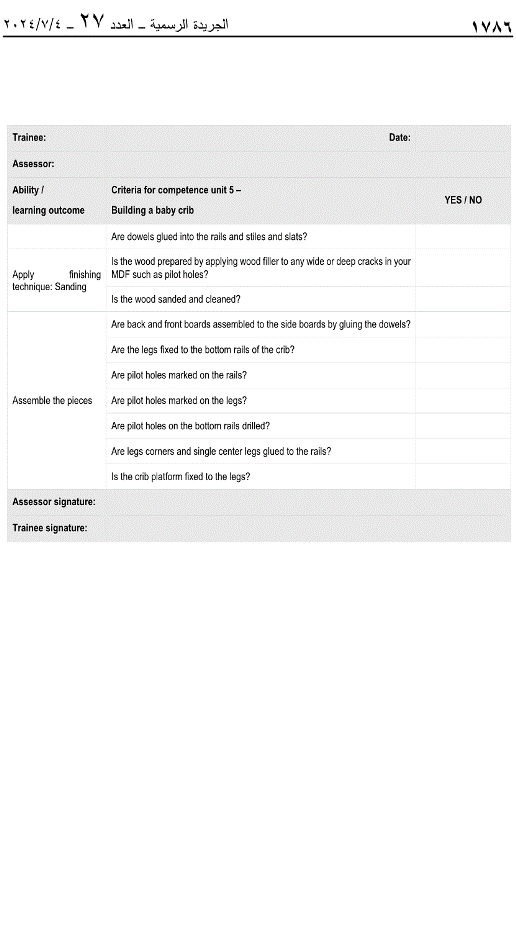 ١٧٨٦ الجريدة الرسمية – العدد ٢٧ – ٢٠٢٤/٧/٤
Trainee: Date:
Assessor:
Ability / Criteria for competence unit 5 –
learning outcome Building a baby crib YES / NO
Are dowels glued into the rails and stiles and slats?
Apply finishing
technique: Sanding
Is the wood prepared by applying wood filler to any wide or deep cracks in your
MDF such as pilot holes?
Is the wood sanded and cleaned?
Assemble the pieces
Are back and front boards assembled to the side boards by gluing the dowels?
Are the legs fixed to the bottom rails of the crib?
Are pilot holes marked on the rails?
Are pilot holes marked on the legs?
Are pilot holes on the bottom rails drilled?
Are legs corners and single center legs glued to the rails?
Is the crib platform fixed to the legs?
Assessor signature:
Trainee signature: